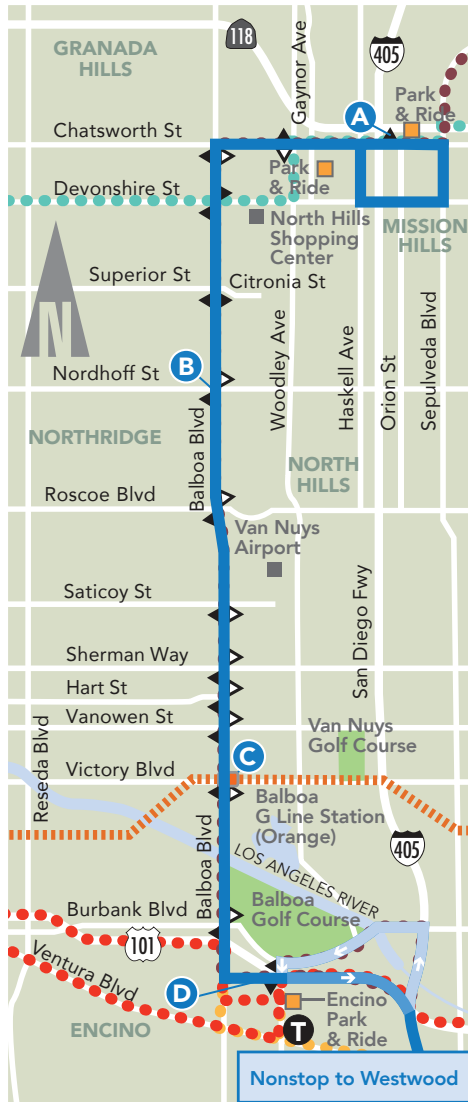 GRANADA
HILLS
118
Gaynor Ave
405
Park
& Ride
A
Chatsworth St
Park
& Ride
Devonshire St
North Hills
Shopping
Center
MISSION
HILLS
Superior St
Citronia St
N
Woodley Ave
Haskell Ave
Orion St
Sepulveda Blvd
B
Nordhoff St
NORTHRIDGE
Balboa Blvd
NORTH
HILLS
Roscoe Blvd
Van Nuys
Airport
Saticoy St
San Diego Fwy
Sherman Way
Hart St
Vanowen St
Reseda Blvd
Van Nuys
Golf Course
C
Victory Blvd
Balboa
G Line Station
(Orange)
Balboa Blvd
LOS ANGELES RIVER
405
Balboa
Golf Course
Burbank Blvd
101
Ventura Blvd
D
Encino
Park
& Ride
T
ENCINO
Nonstop to Westwood